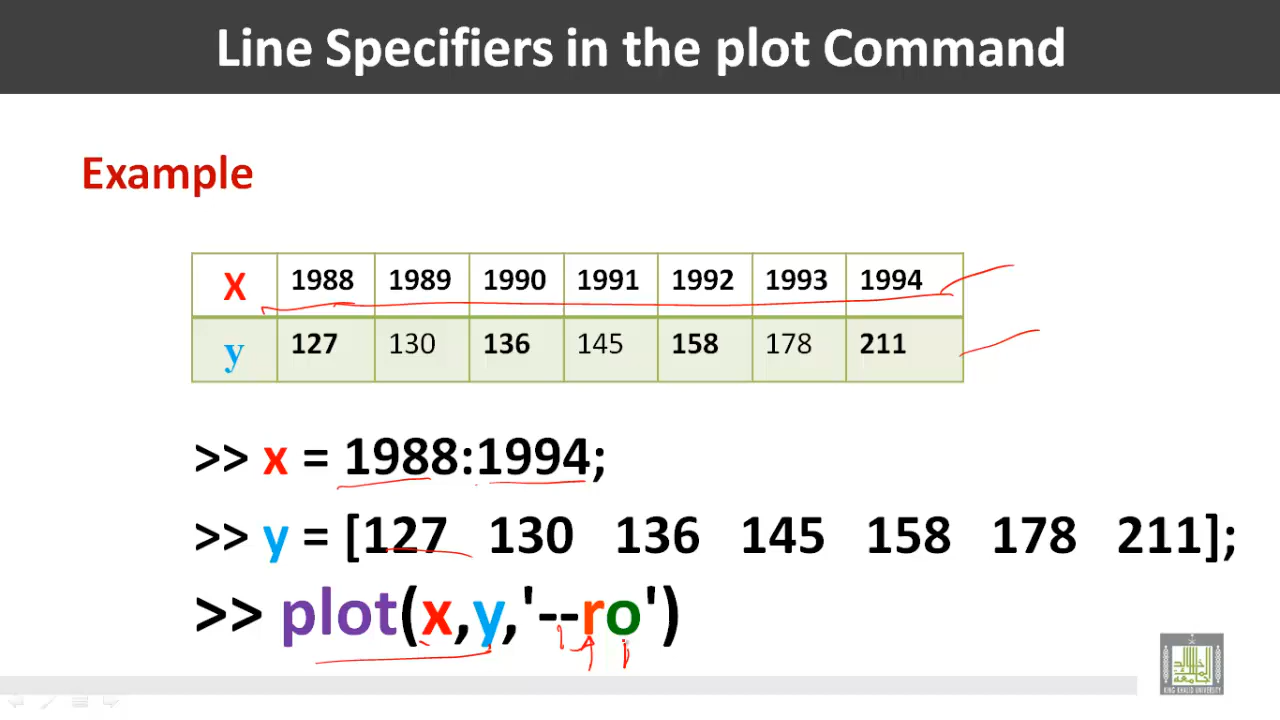 Line Specifiers in the plot Command
Example
X 1988 1989 1990 1991 1992 1993 1994
y 127 130 136 145 158 178 211
>> x = 1988:1994;
>> y = [127 130 136 145 158 178 211];
>> plot(x,y,'--ro')
KING KHALID UNIVERSITY